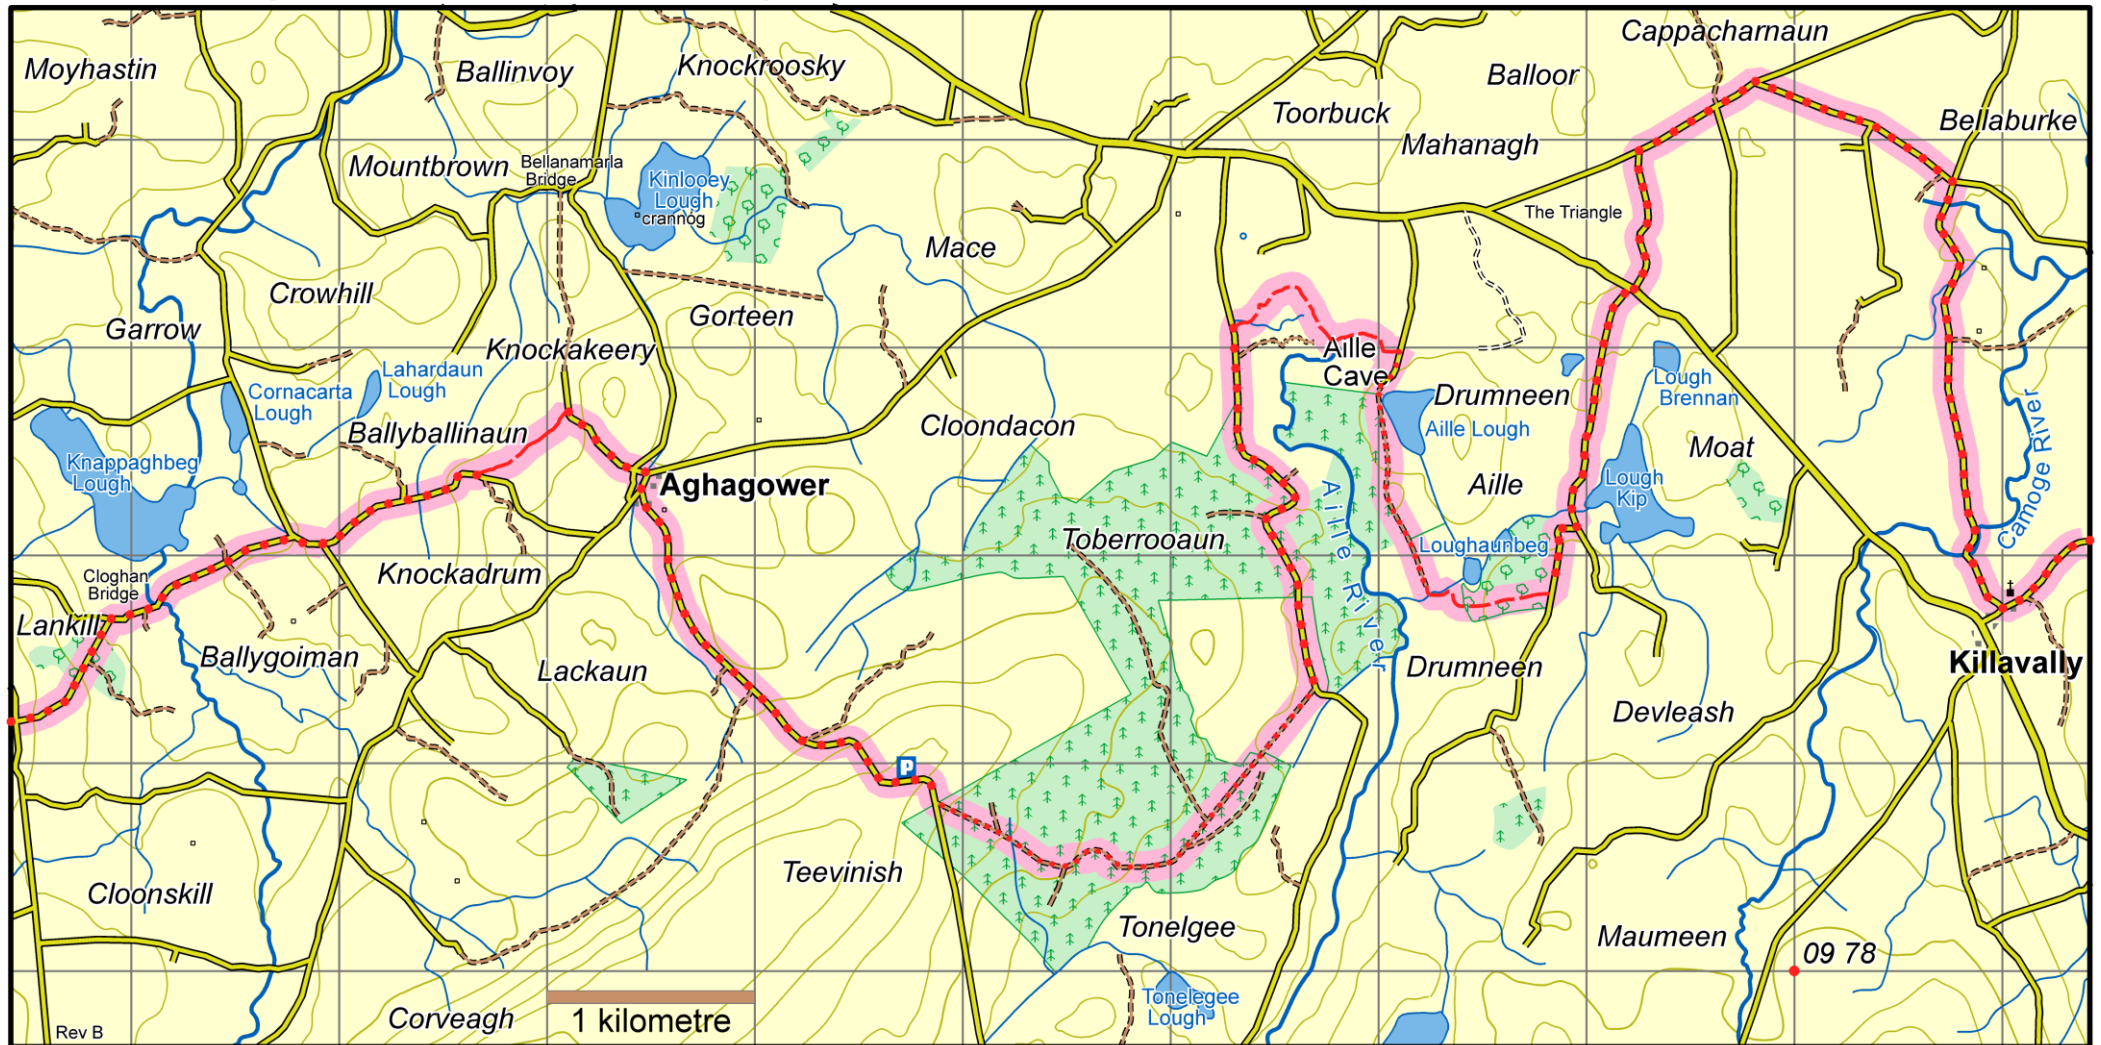 Cappacharnaun
Moyhastin
Ballinvoy
Knockroosky
Balloor
Toorbuck
Bellaburke
Mahanagh
Mountbrown
Bellanamarla
Bridge
Kinlooey
Lough
crannog
The Triangle
Mace
Crowhill
Garrow
Gorteen
Knockakeery
Aille
Cave
Lahardaun
Lough
Cornacarta
Lough
Lough
Brennan
Drumneen
Ballyballinaun
Cloondacon
Aille Lough
Moat
Knappaghbeg
Lough
Aghagower
Aille
Lough
Kip
Camoge River
Aille River
Toberrooaun
Loughaunbeg
Cloghan
Bridge
Knockadrum
Lankill
Ballygoiman
Lackaun
Drumneen
Killavally
Devleash
P
Teevinish
Cloonskill
Tonelgee
Maumeen
09 78
Tonelegee
Lough
Corveagh
1 kilometre
Rev B